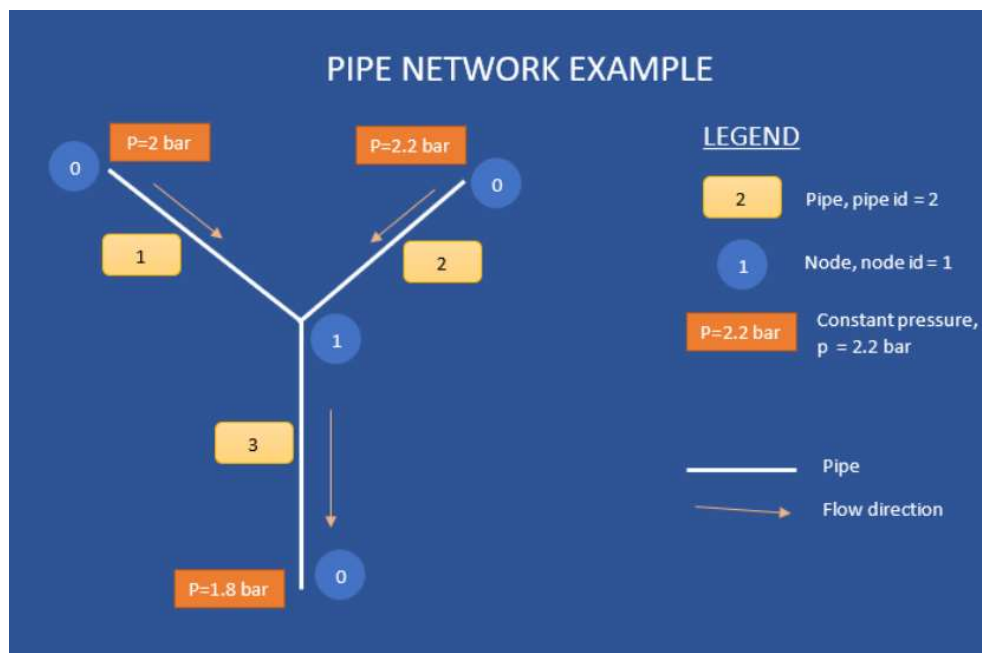 PIPE NETWORK EXAMPLE
P=2 bar
P=2.2 bar
0
0
1
2
1
3
P=1.8 bar
0
LEGEND
2
Pipe, pipe id = 2
1
Node, node id = 1
P=2.2 bar
Constant pressure,
p = 2.2 bar
Pipe
Flow direction